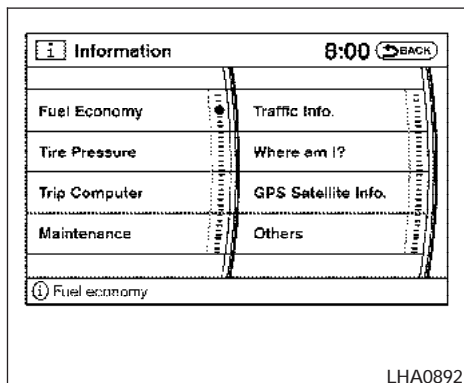 i Information 8:00 BACK
Fuel Economy Traffic Info.
Tire Pressure Where am I?
Trip Computer GPS Satellite Info.
Maintenance Others
i Fuel economy
LHA0892